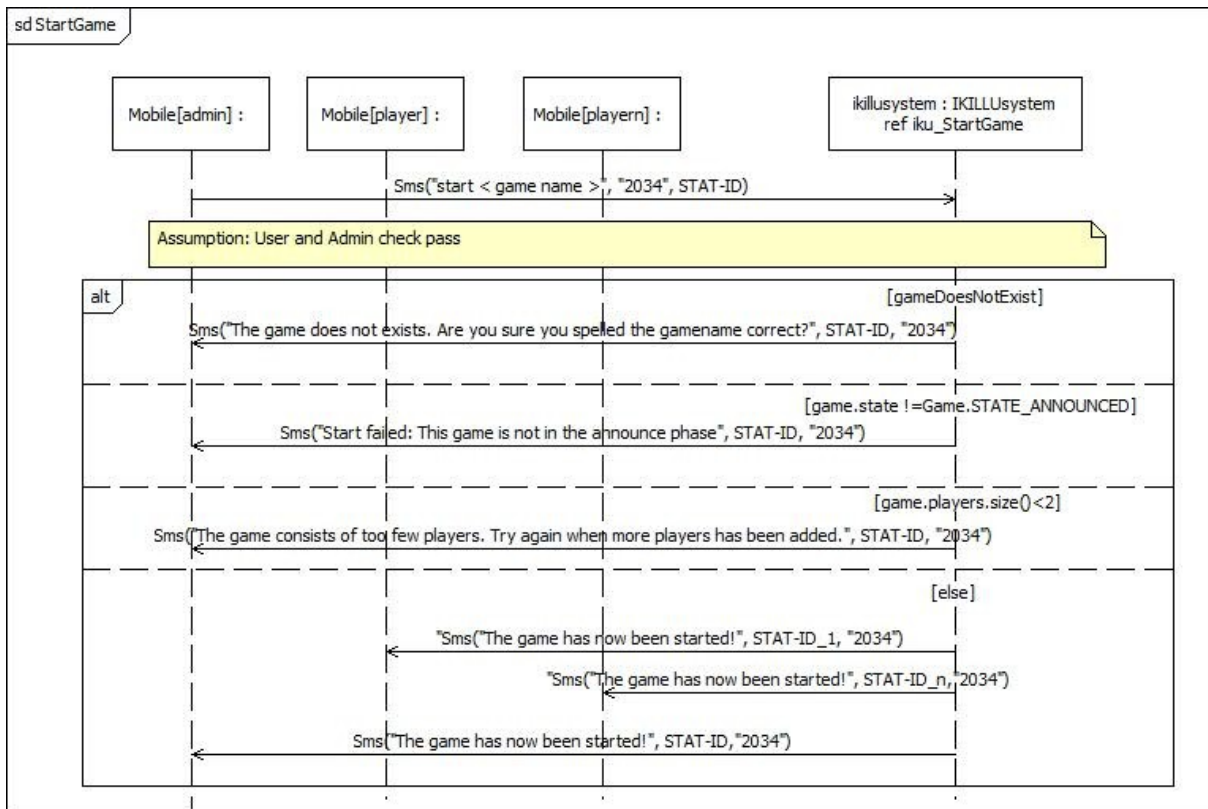 sd StartGame
Mobile[admin] :
Mobile[player] :
Mobile[playern] :
ikillusystem : IKILLUsystem
ref iku_StartGame
Sms("start < game name >", "2034", STAT-ID)
Assumption: User and Admin check pass
alt
[gameDoesNotExist]
Sms("The game does not exists. Are you sure you spelled the gamename correct?", STAT-ID, "2034")
[game.state !=Game.STATE_ANNOUNCED]
Sms("Start failed: This game is not in the announce phase", STAT-ID, "2034")
[game.players.size()<2]
Sms("The game consists of too few players. Try again when more players has been added.", STAT-ID, "2034")
[else]
"Sms("The game has now been started!", STAT-ID_1, "2034")
"Sms("The game has now been started!", STAT-ID_n,"2034")
Sms("The game has now been started!", STAT-ID,"2034")